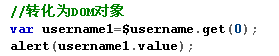 //转化为DOM对象
var username1=$username.get(0);
alert(username1.value);